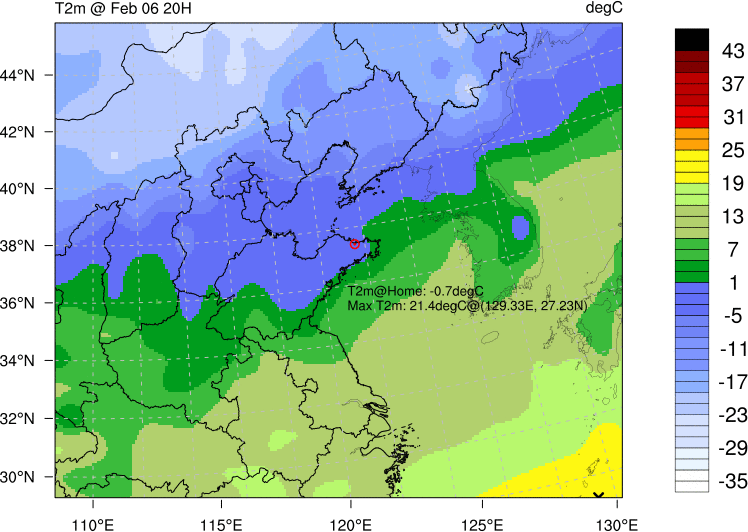 T2m @ Feb 06 20H
degC
44°N
42°N
40°N
38°N
36°N
34°N
32°N
30°N
110°E
115°E
120°E
125°E
130°E
T2m@Home: -0.7degC
Max T2m: 21.4degC@(129.33E, 27.23N)
43
37
31
25
19
13
7
1
-5
-11
-17
-23
-29
-35